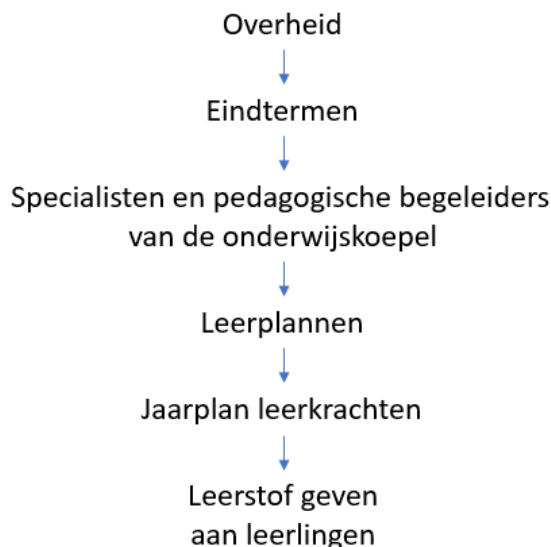 Overheid
Eindtermen
Specialisten en pedagogische begeleiders
van de onderwijskoepel
Leerplannen
Jaarplan leerkrachten
Leerstof geven
aan leerlingen